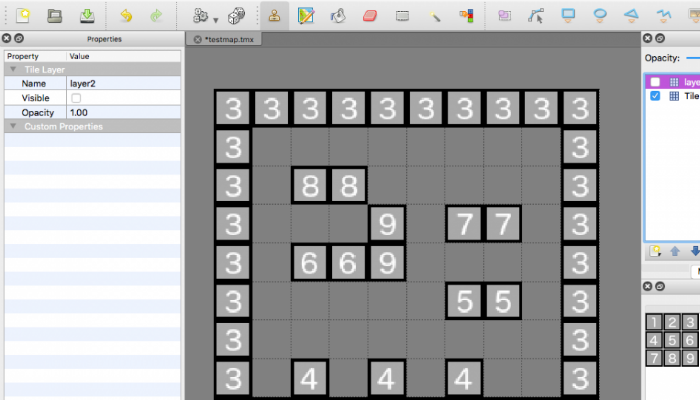 Properties
Property Value
Tile Layer
Name layer2
Visible
Opacity 1.00
Custom Properties
*testmap.tmx
3 3 3 3 3 3 3 3 3 3
3 3
3 8 8 3
3 9 7 7 3
3 6 6 9 3
3 5 5 3
3 3
3 4 4 4 3
Opacity:
Tile
1 2 3
4 5 6
7 8 9